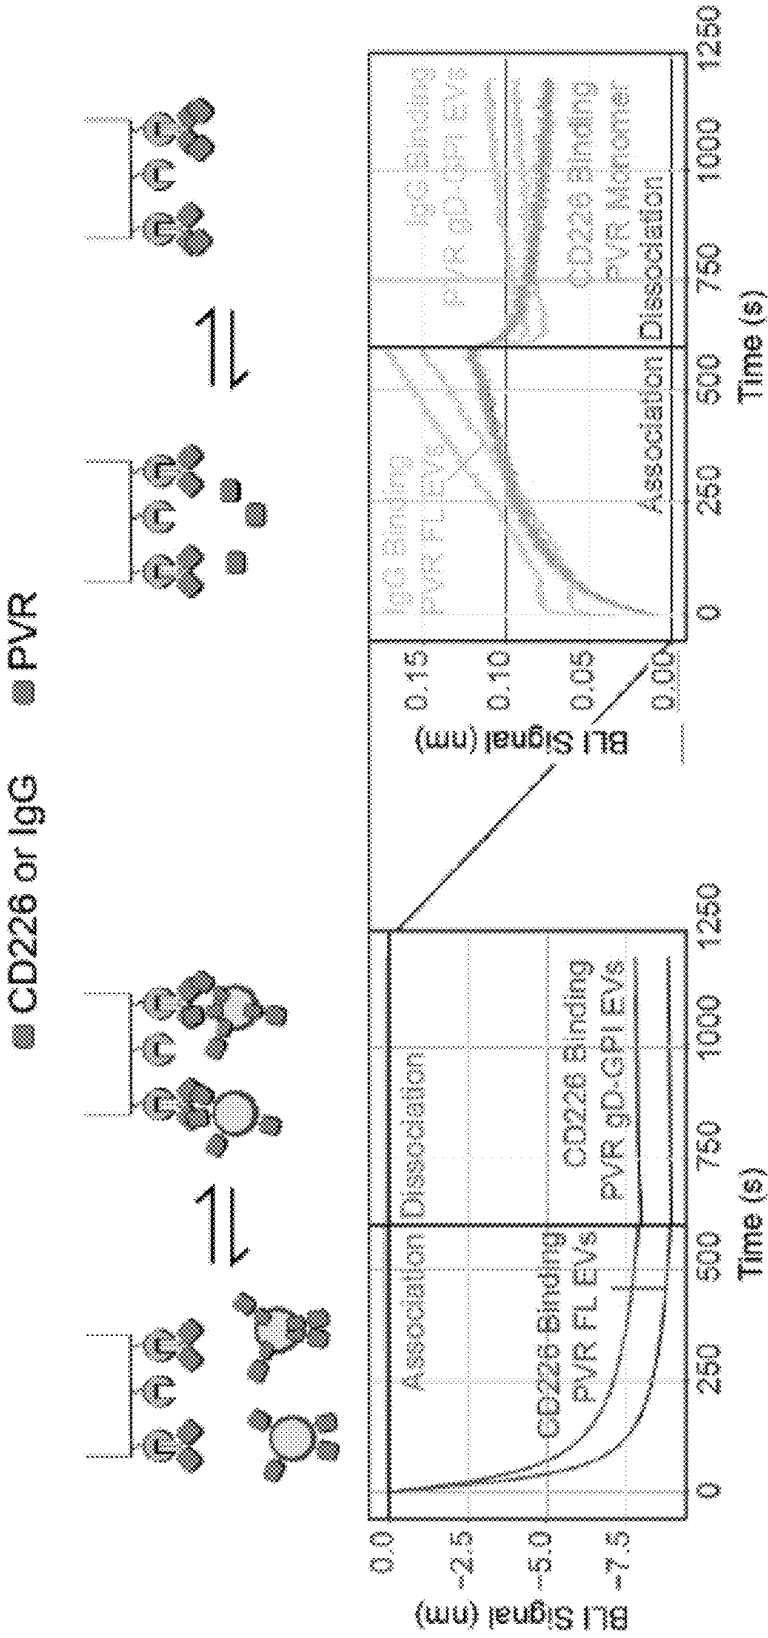 CD226 or IgG
PVR
BLI Signal (nm)
0.0
-2.5
-5.0
-7.5
Association
Dissociation
CD226 Binding
PVR FL EVs
CD226 Binding
PVR gD-GPI EVs
0
250
500
750
1000
1250
Time (s)
BLI Signal (nm)
0.15
0.10
0.05
0.00
IgG Binding
PVR FL EVs
IgG Binding
PVR gD-GPI EVs
CD226 Binding
PVR Monomer
Association
Dissociation
0
250
500
750
1000
1250
Time (s)